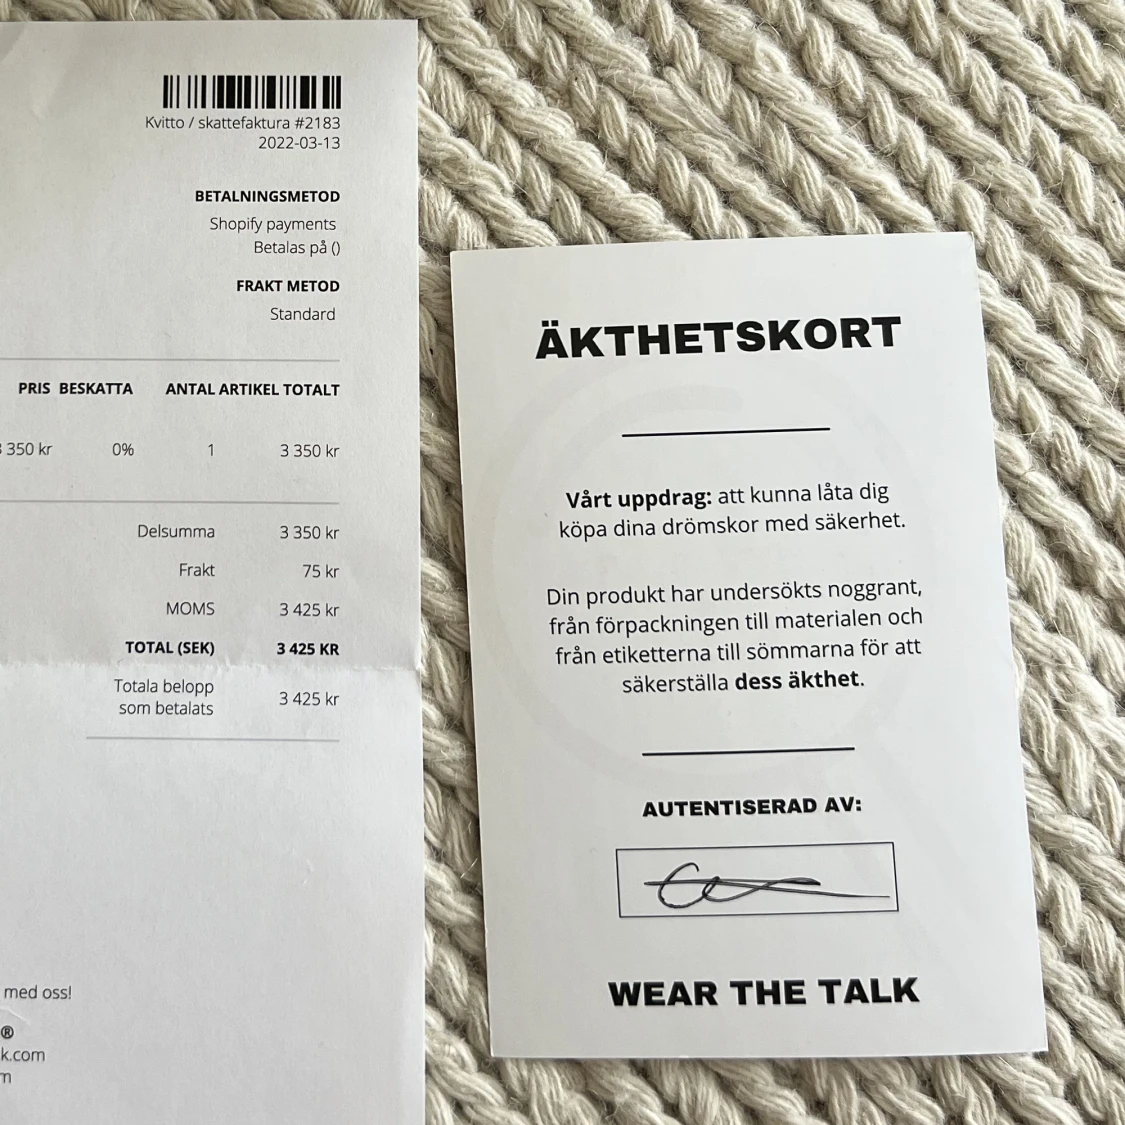 Kvitto / skattefaktura #2183
2022-03-13
BETALNINGSMETOD
Shopify payments
Betalas på ()
FRAKT METOD
Standard
PRIS BESKATTA ANTAL ARTIKEL TOTALT
350 kr 0% 1 3 350 kr
Delsumma 3 350 kr
Frakt 75 kr
MOMS 3 425 kr
TOTAL (SEK) 3 425 KR
Totala belopp
som betalats 3 425 kr
med oss!
®
k.com
m
ÄKTHETSKORT
Vårt uppdrag: att kunna låta dig
köpa dina drömskor med säkerhet.
Din produkt har undersökts noggrant,
från förpackningen till materialen och
från etiketterna till sömmarna för att
säkerställa dess äkthet.
AUTENTISERAD AV:
WEAR THE TALK